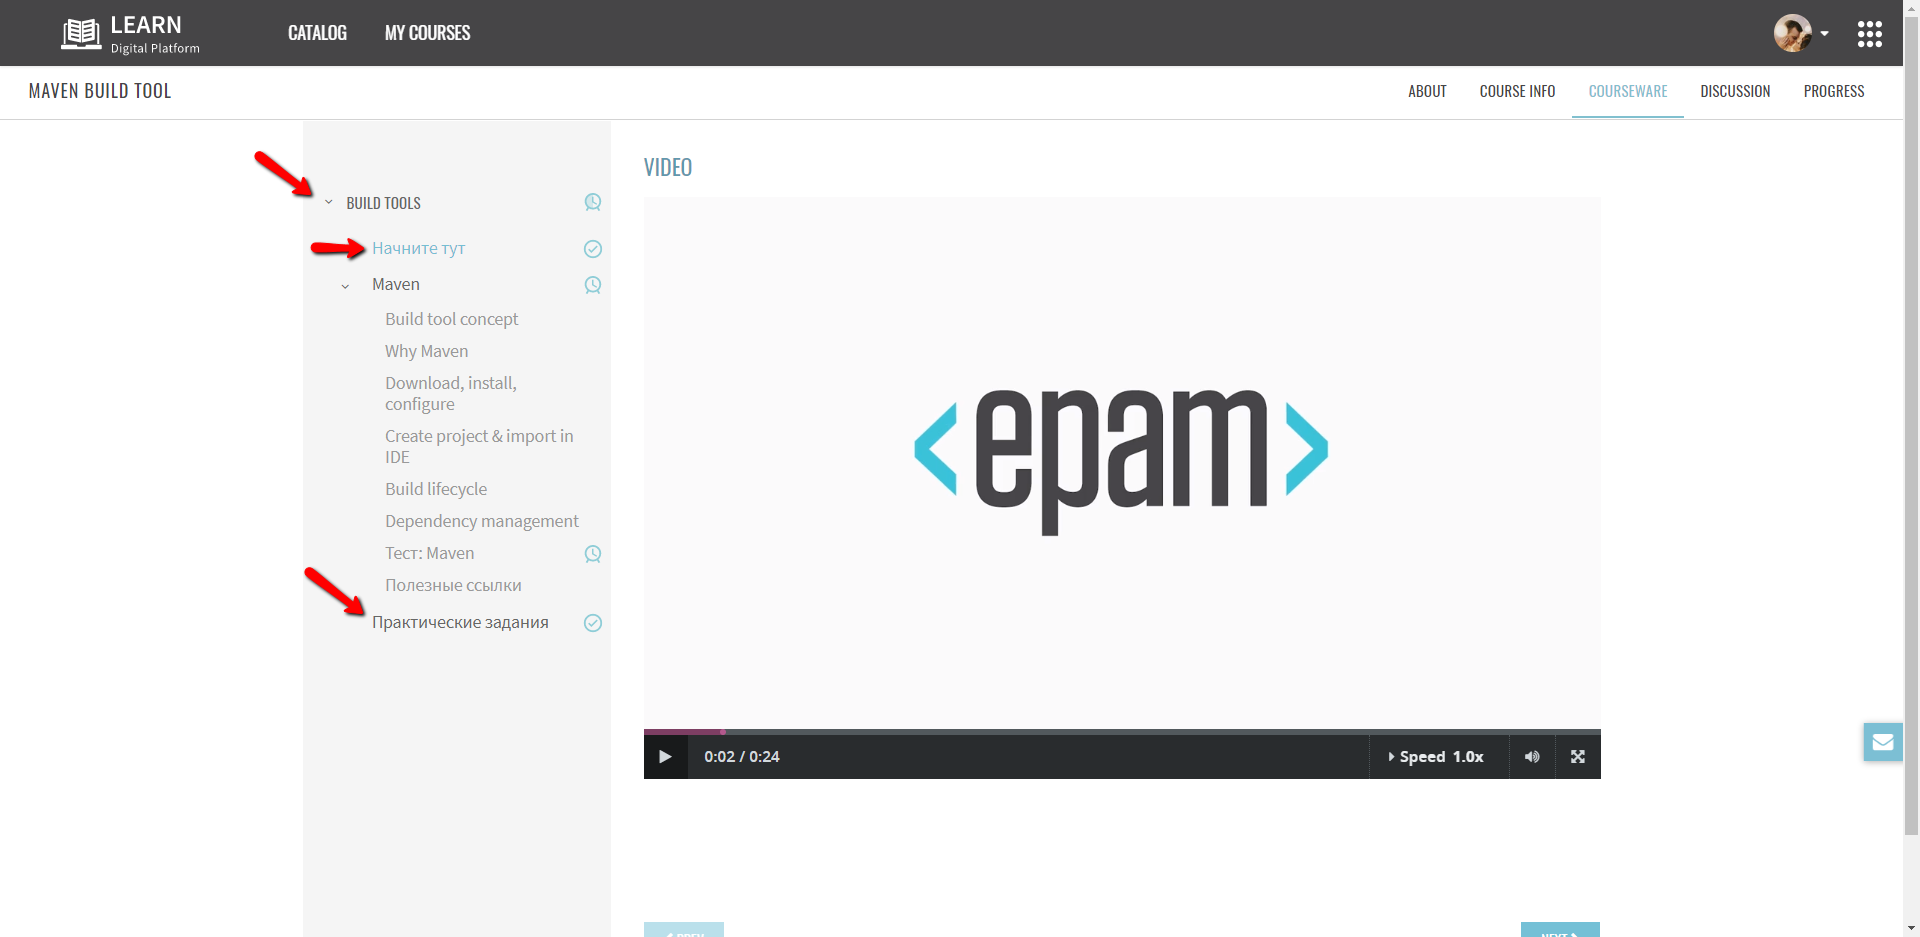 LEARN
Digital Platform
CATALOG
MY COURSES
MAVEN BUILD TOOL
ABOUT
COURSE INFO
COURSEWARE
DISCUSSION
PROGRESS
BUILD TOOLS
Начните тут
Maven
Build tool concept
Why Maven
Download, install,
configure
Create project & import in
IDE
Build lifecycle
Dependency management
Тест: Maven
Полезные ссылки
Практические задания
VIDEO
<epam>
0:02 / 0:24
Speed 1.0x